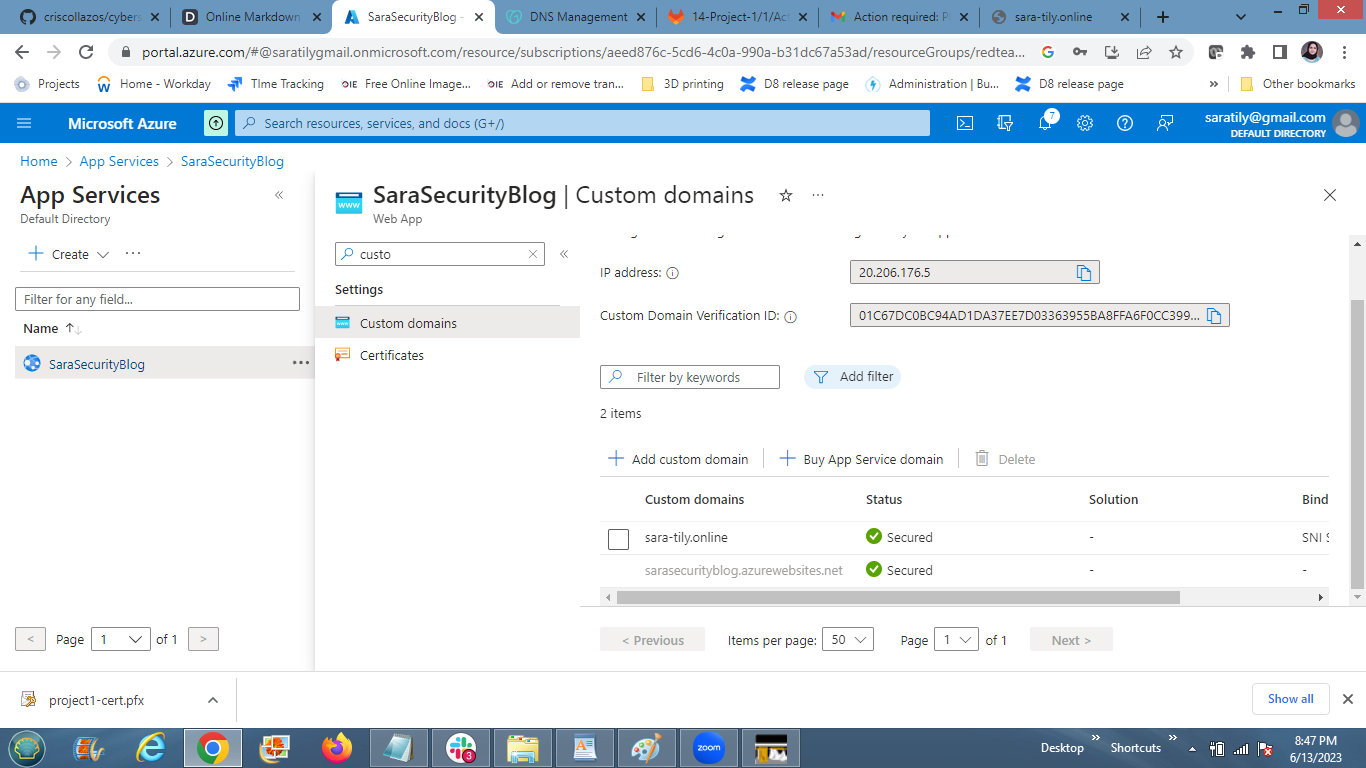 criscollazos/cybers
Online Markdown
SaraSecurityBlog -
DNS Management
14-Project-1/1/Act
Action required: Pl
sara-tily.online
portal.azure.com/#@saratilygmail.onmicrosoft.com/resource/subscriptions/aeed876c-5cd6-4c0a-990a-b31dc67a53ad/resourceGroups/redtea...
Projects
Home - Workday
TIme Tracking
Free Online Image...
Add or remove tran...
3D printing
D8 release page
Administration | Bu...
D8 release page
»
Other bookmarks
Microsoft Azure
Search resources, services, and docs (G+/)
7
saratily@gmail.com
DEFAULT DIRECTORY
Home > App Services > SaraSecurityBlog
App Services
Default Directory
Create
Filter for any field...
Name
SaraSecurityBlog
< Page 1 of 1 >
SaraSecurityBlog | Custom domains
Web App
custo
Settings
Custom domains
Certificates
IP address:
20.206.176.5
Custom Domain Verification ID:
01C67DC0BC94AD1DA37EE7D03363955BA8FFA6F0CC399...
Filter by keywords
Add filter
2 items
Add custom domain
Buy App Service domain
Delete
Custom domains Status Solution Bind
sara-tily.online Secured - SNI S
sarasecurityblog.azurewebsites.net Secured - -
< Previous
Items per page: 50
Page 1 of 1
Next >
project1-cert.pfx
Show all
3
zoom
Desktop
Shortcuts
8:47 PM
6/13/2023